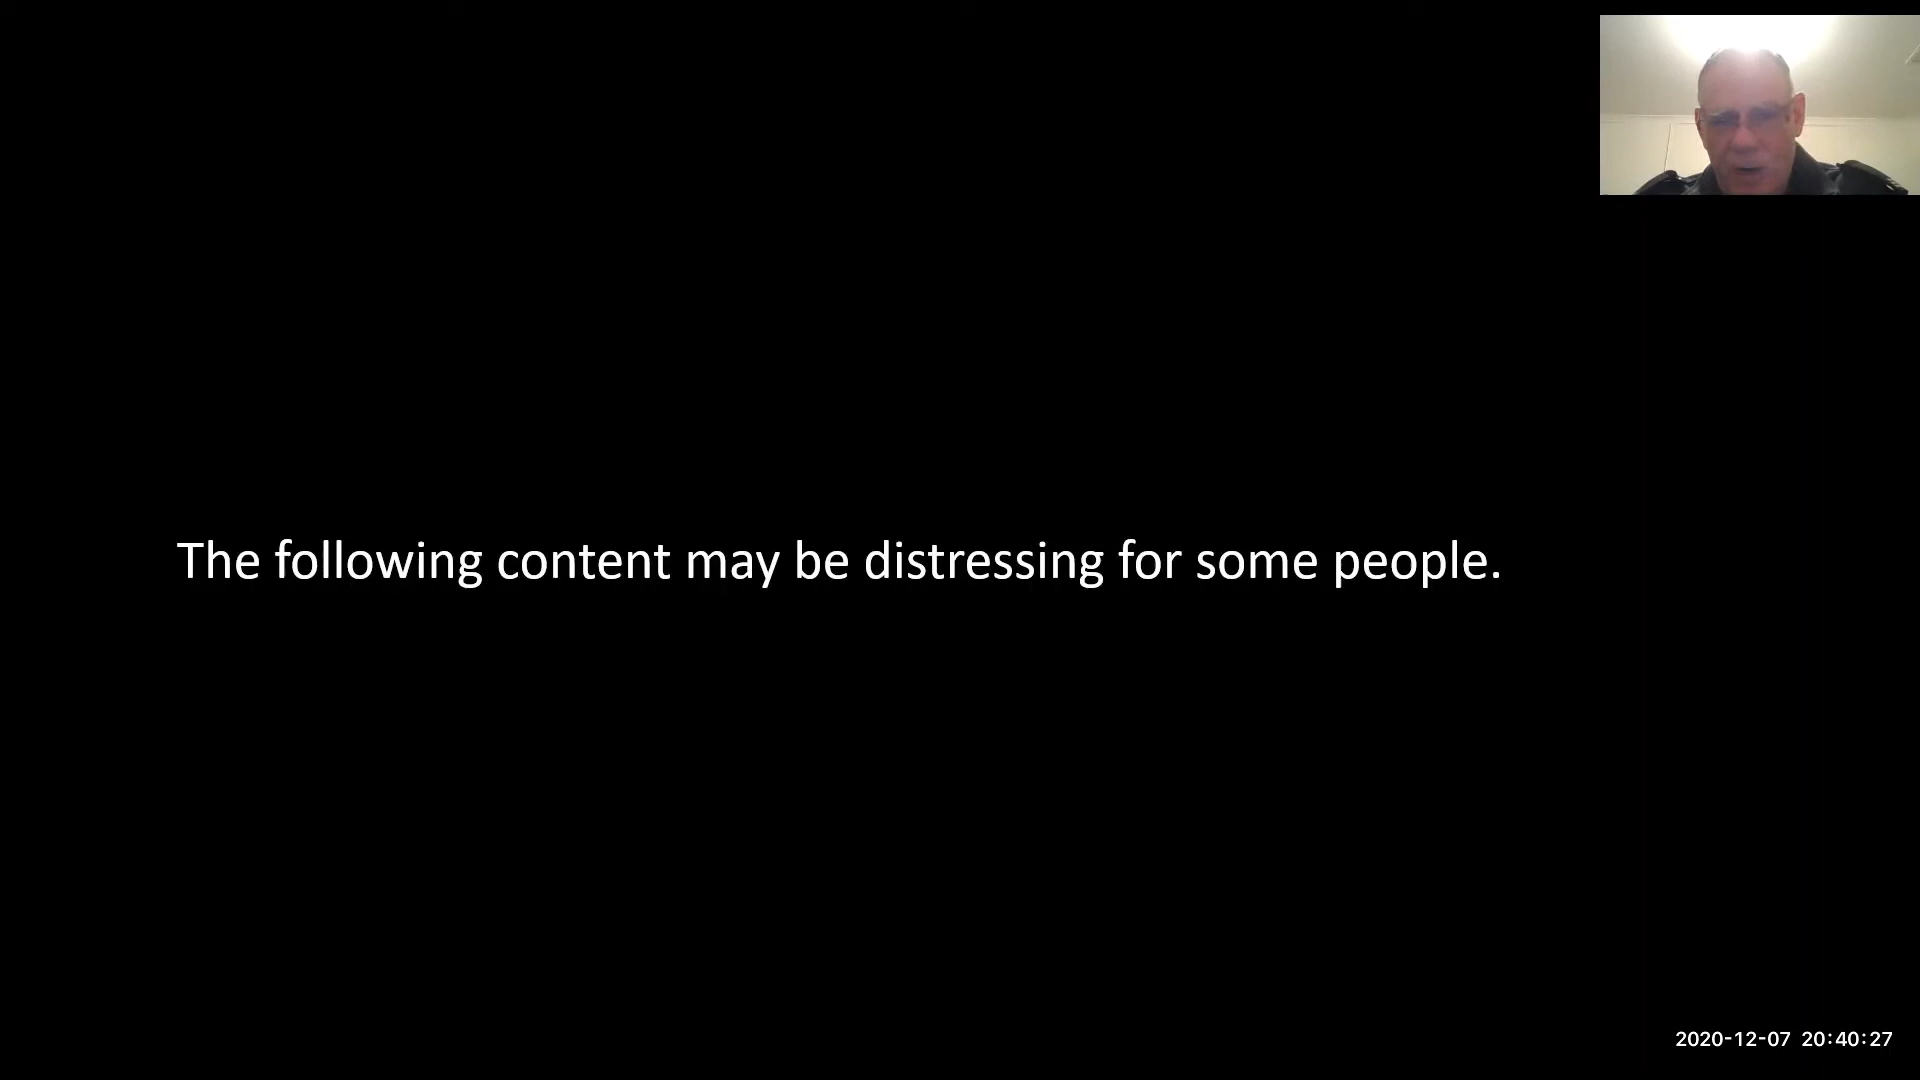 The following content may be distressing for some people.
2020-12-07 20:40:27